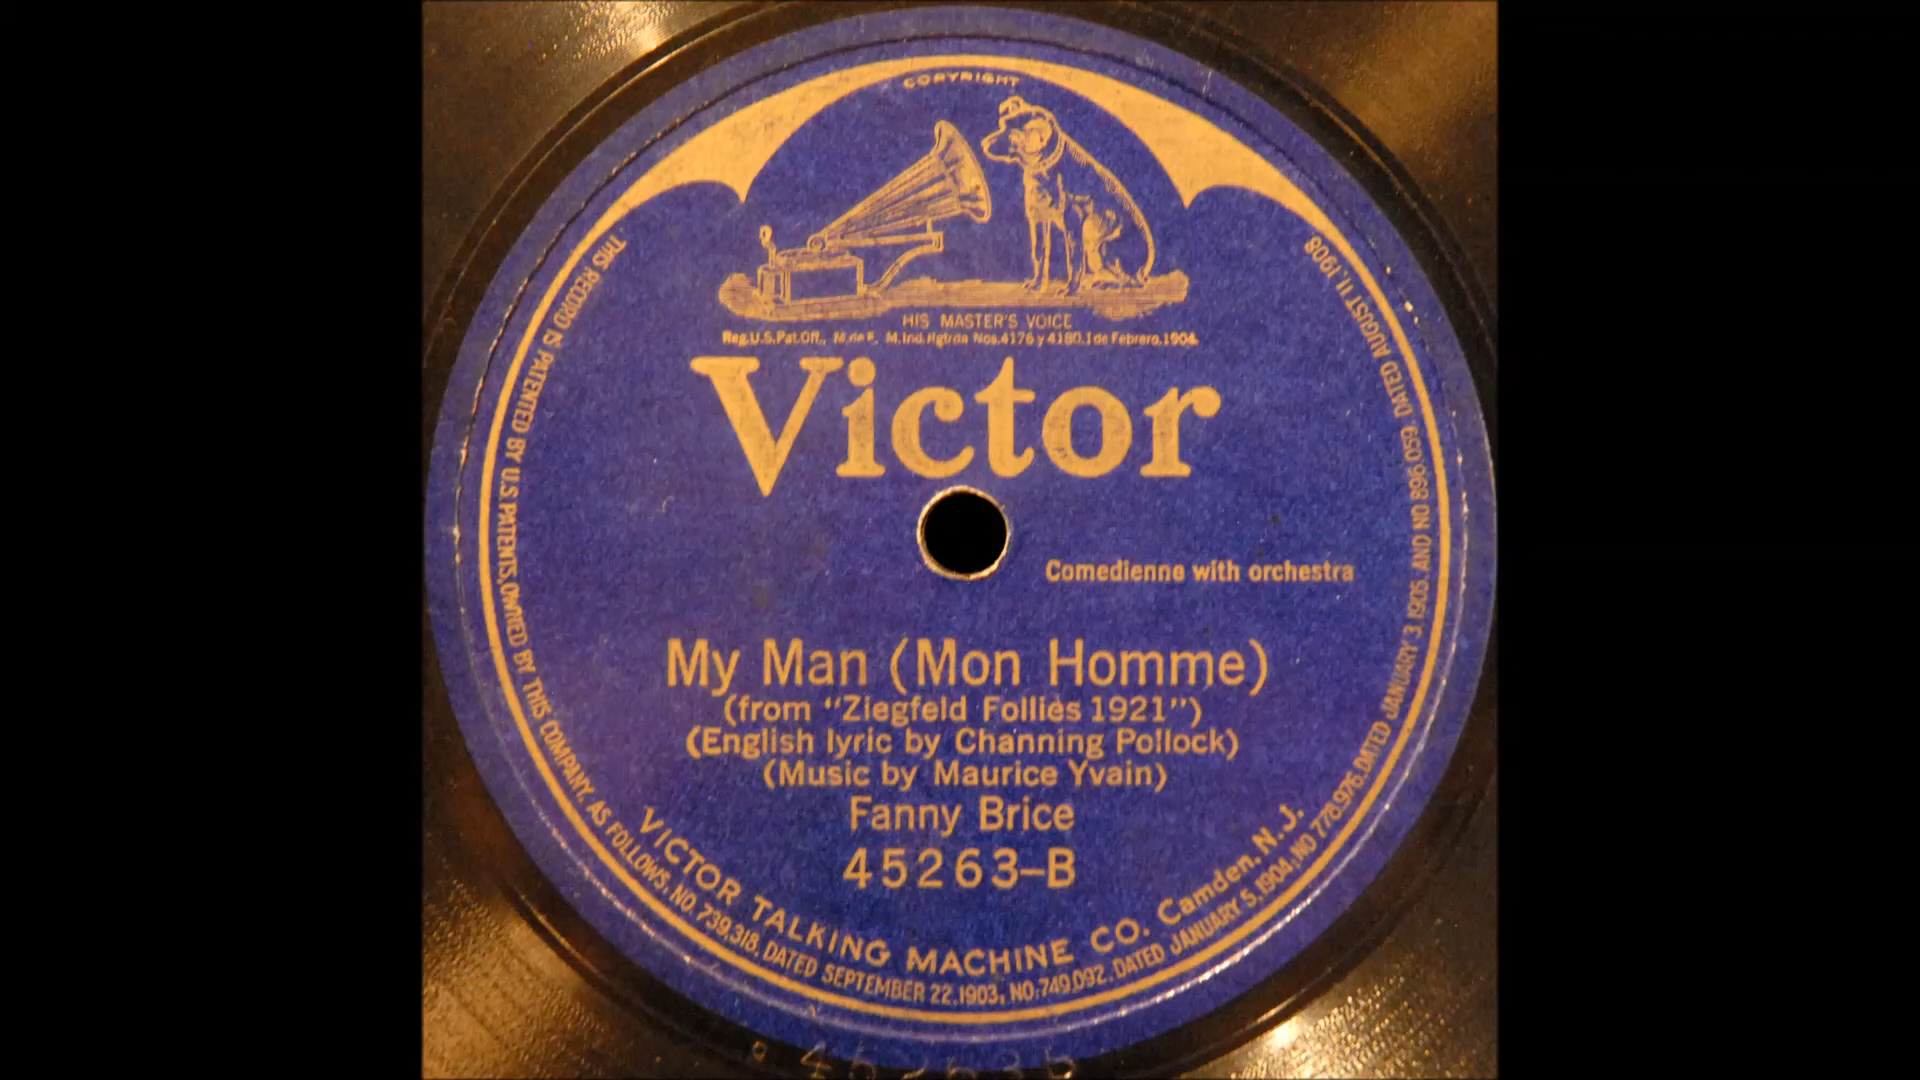 COPYRIGHT
HIS MASTER'S VOICE
Reg.U.S.Pat.Off., M.de F. M.Ind.Rgtrda Nos.4176 y 4180.1 de Febrero.1904
Victor
Comedienne with orchestra
My Man (Mon Homme)
(from "Ziegfeld Follies 1921")
(English lyric by Channing Pollock)
(Music by Maurice Yvain)
Fanny Brice
45263-B
VICTOR TALKING MACHINE CO. Camden, N.J.
THIS RECORD IS PATENTED BY U.S. PATENTS, OWNED BY THIS COMPANY, AS FOLLOWS, NO. 739,318, DATED SEPTEMBER 22,1903, NO. 749,092, DATED JANUARY 5, 1904, NO 778,976, DATED JANUARY 3, 1905. AND NO 896,059, DATED AUGUST 11, 1908